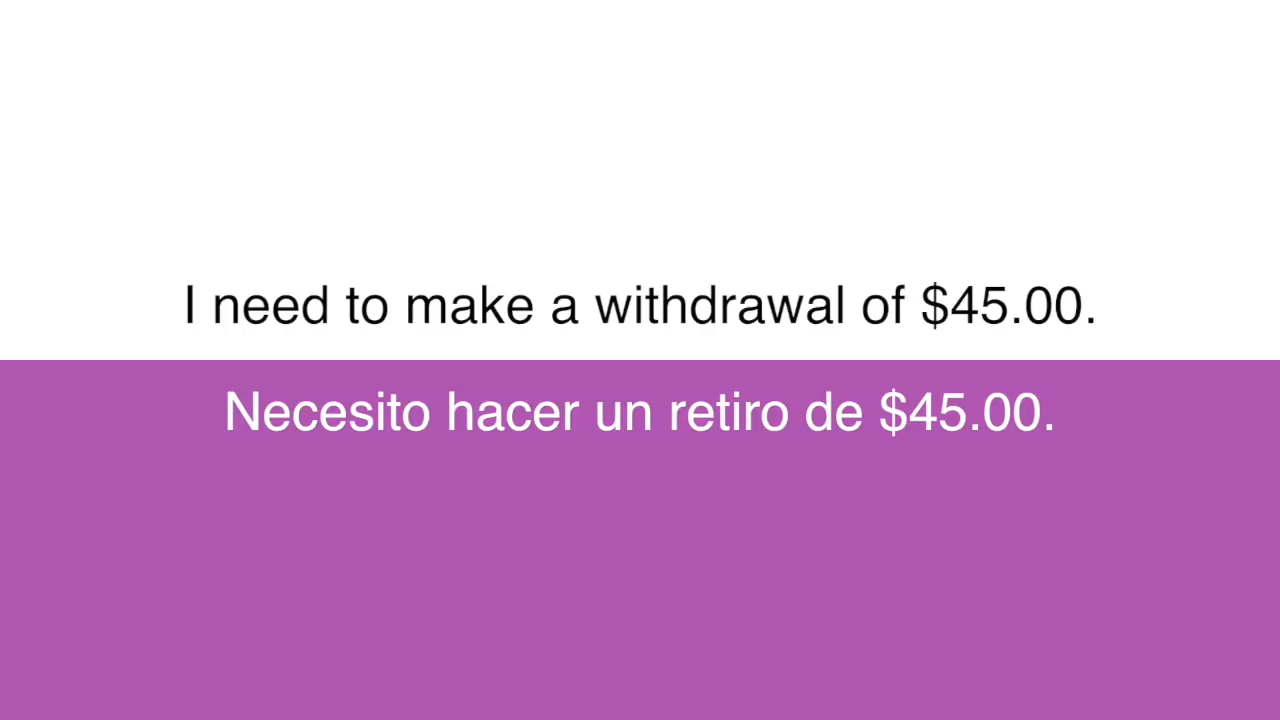 I need to make a withdrawal of $45.00.
Necesito hacer un retiro de $45.00.